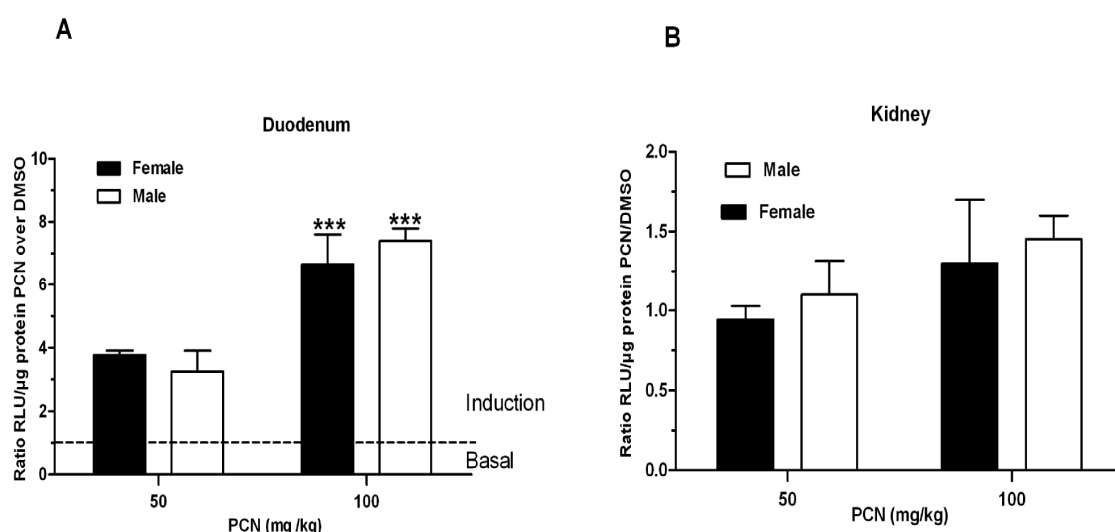 A
Duodenum
Ratio RLU/µg protein PCN over DMSO
10
8
6
4
2
0
Female
Male
***
***
Induction
Basal
50
100
PCN (mg /kg)
B
Kidney
Ratio RLU/µg protein PCN/DMSO
2.0
1.5
1.0
0.5
0.0
Male
Female
50
100
PCN (mg/kg)